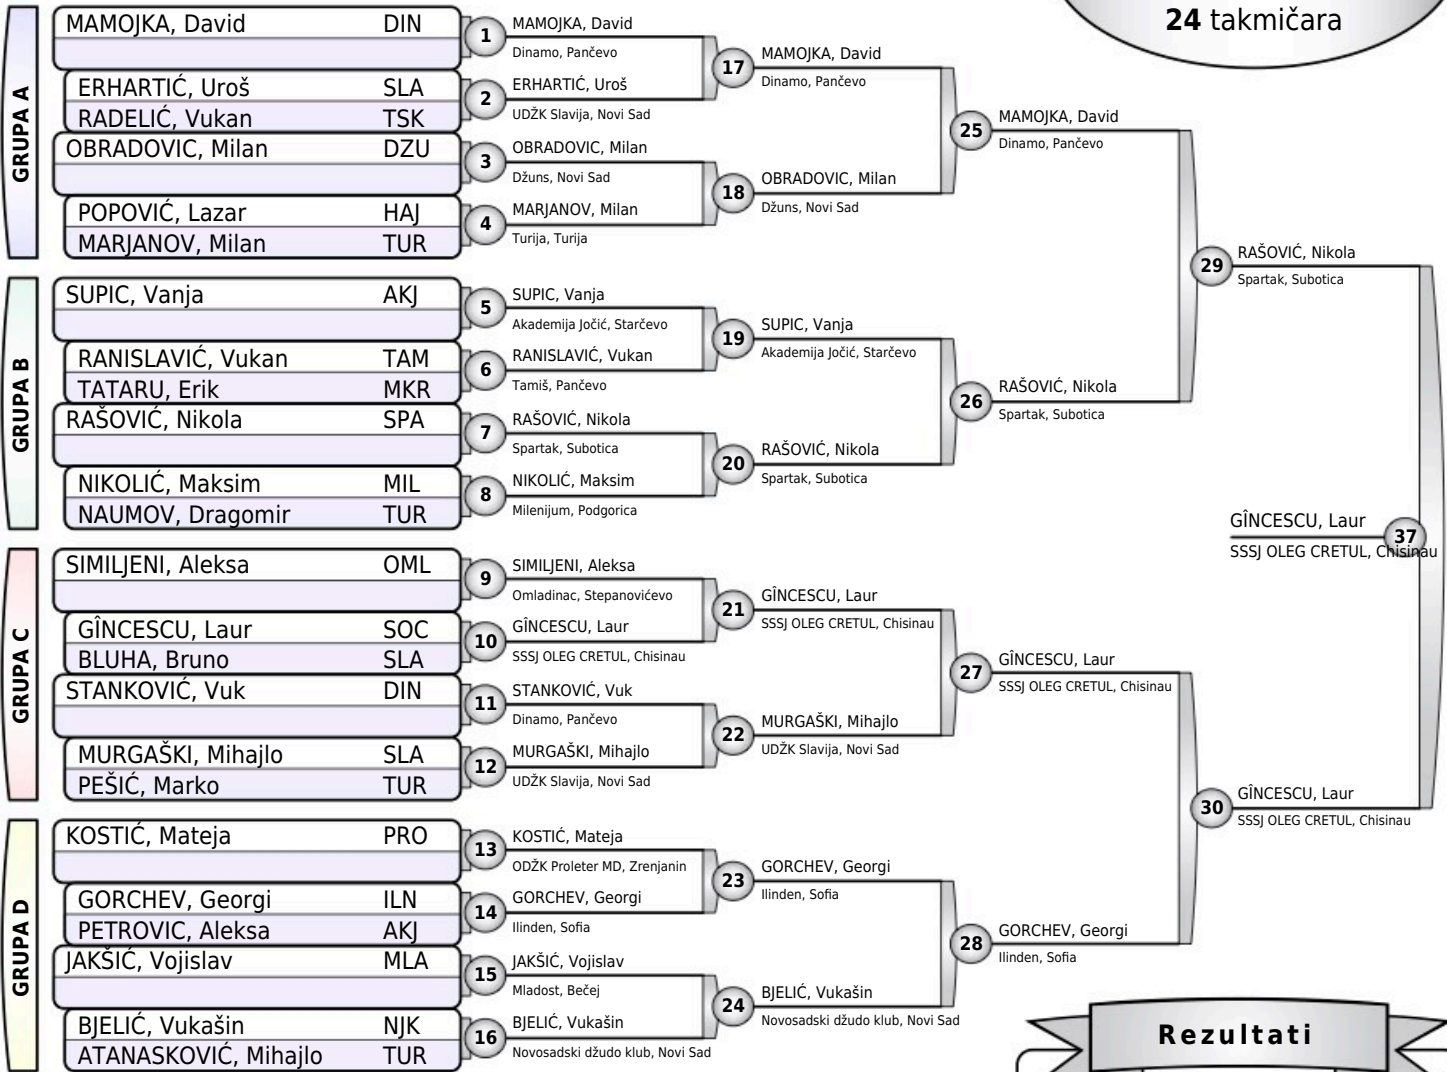 24 takmičara
GRUPA A
MAMOJKA, David DIN
ERHARTIĆ, Uroš SLA
RADELIĆ, Vukan TSK
OBRADOVIC, Milan DZU
POPOVIĆ, Lazar HAJ
MARJANOV, Milan TUR
GRUPA B
SUPIC, Vanja AKJ
RANISLAVIĆ, Vukan TAM
TATARU, Erik MKR
RAŠOVIĆ, Nikola SPA
NIKOLIĆ, Maksim MIL
NAUMOV, Dragomir TUR
GRUPA C
SIMILJENI, Aleksa OML
GÎNCESCU, Laur SOC
BLUHA, Bruno SLA
STANKOVIĆ, Vuk DIN
MURGAŠKI, Mihajlo SLA
PEŠIĆ, Marko TUR
GRUPA D
KOSTIĆ, Mateja PRO
GORCHEV, Georgi ILN
PETROVIC, Aleksa AKJ
JAKŠIĆ, Vojislav MLA
BJELIĆ, Vukašin NJK
ATANASKOVIĆ, Mihajlo TUR
1 MAMOJKA, David
Dinamo, Pančevo
2 ERHARTIĆ, Uroš
UDŽK Slavija, Novi Sad
3 OBRADOVIC, Milan
Džuns, Novi Sad
4 MARJANOV, Milan
Turija, Turija
5 SUPIC, Vanja
Akademija Jočić, Starčevo
6 RANISLAVIĆ, Vukan
Tamiš, Pančevo
7 RAŠOVIĆ, Nikola
Spartak, Subotica
8 NIKOLIĆ, Maksim
Milenijum, Podgorica
9 SIMILJENI, Aleksa
Omladinac, Stepanovićevo
10 GÎNCESCU, Laur
SSSJ OLEG CRETUL, Chisinau
11 STANKOVIĆ, Vuk
Dinamo, Pančevo
12 MURGAŠKI, Mihajlo
UDŽK Slavija, Novi Sad
13 KOSTIĆ, Mateja
ODŽK Proleter MD, Zrenjanin
14 GORCHEV, Georgi
Ilinden, Sofia
15 JAKŠIĆ, Vojislav
Mladost, Bečej
16 BJELIĆ, Vukašin
Novosadski džudo klub, Novi Sad
17 MAMOJKA, David
Dinamo, Pančevo
18 OBRADOVIC, Milan
Džuns, Novi Sad
19 SUPIC, Vanja
Akademija Jočić, Starčevo
20 RAŠOVIĆ, Nikola
Spartak, Subotica
21 GÎNCESCU, Laur
SSSJ OLEG CRETUL, Chisinau
22 MURGAŠKI, Mihajlo
UDŽK Slavija, Novi Sad
23 GORCHEV, Georgi
Ilinden, Sofia
24 BJELIĆ, Vukašin
Novosadski džudo klub, Novi Sad
25 MAMOJKA, David
Dinamo, Pančevo
26 RAŠOVIĆ, Nikola
Spartak, Subotica
27 GÎNCESCU, Laur
SSSJ OLEG CRETUL, Chisinau
28 GORCHEV, Georgi
Ilinden, Sofia
29 RAŠOVIĆ, Nikola
Spartak, Subotica
30 GÎNCESCU, Laur
SSSJ OLEG CRETUL, Chisinau
GÎNCESCU, Laur 37
SSSJ OLEG CRETUL, Chisinau
Rezultati